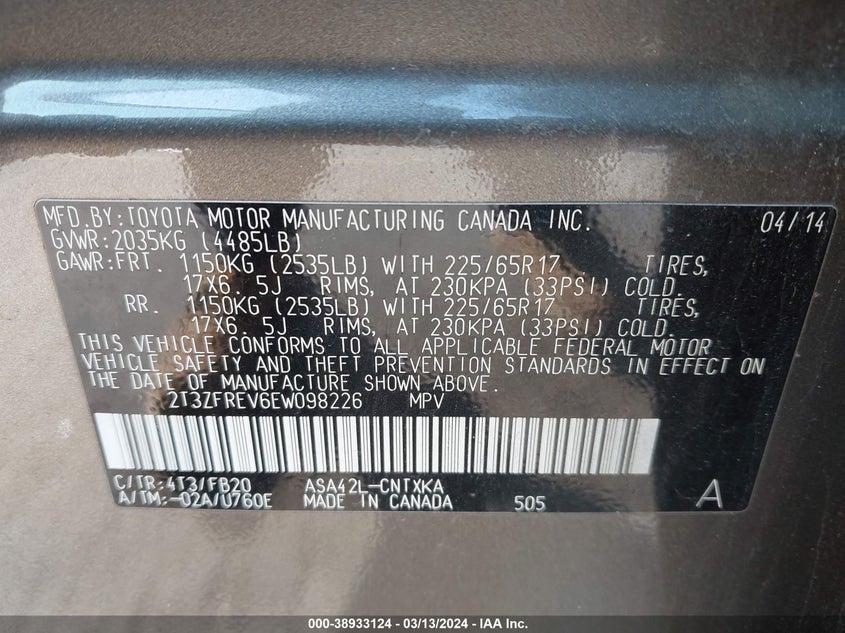 MFD.BY:TOYOTA MOTOR MANUFACTURING CANADA INC. 04/14
GVWR:2035KG (4485LB)
GAWR:FRT. 1150KG (2535LB) WITH 225/65R17 TIRES,
17X6. 5J RIMS, AT 230KPA (33PSI) COLD.
RR. 1150KG (2535LB) WITH 225/65R17 TIRES,
17X6. 5J RIMS, AT 230KPA (33PSI) COLD.
THIS VEHICLE CONFORMS TO ALL APPLICABLE FEDERAL MOTOR
VEHICLE SAFETY AND THEFT PREVENTION STANDARDS IN EFFECT ON
THE DATE OF MANUFACTURE SHOWN ABOVE.
2T3ZFREV6EW098226 MPV
C/TR:4T3/FB20 ASA42L-CNTXKA
A/TM:-02A/U760E MADE IN CANADA 505 A
000-38933124 / 03/13/2024 - IAA Inc.